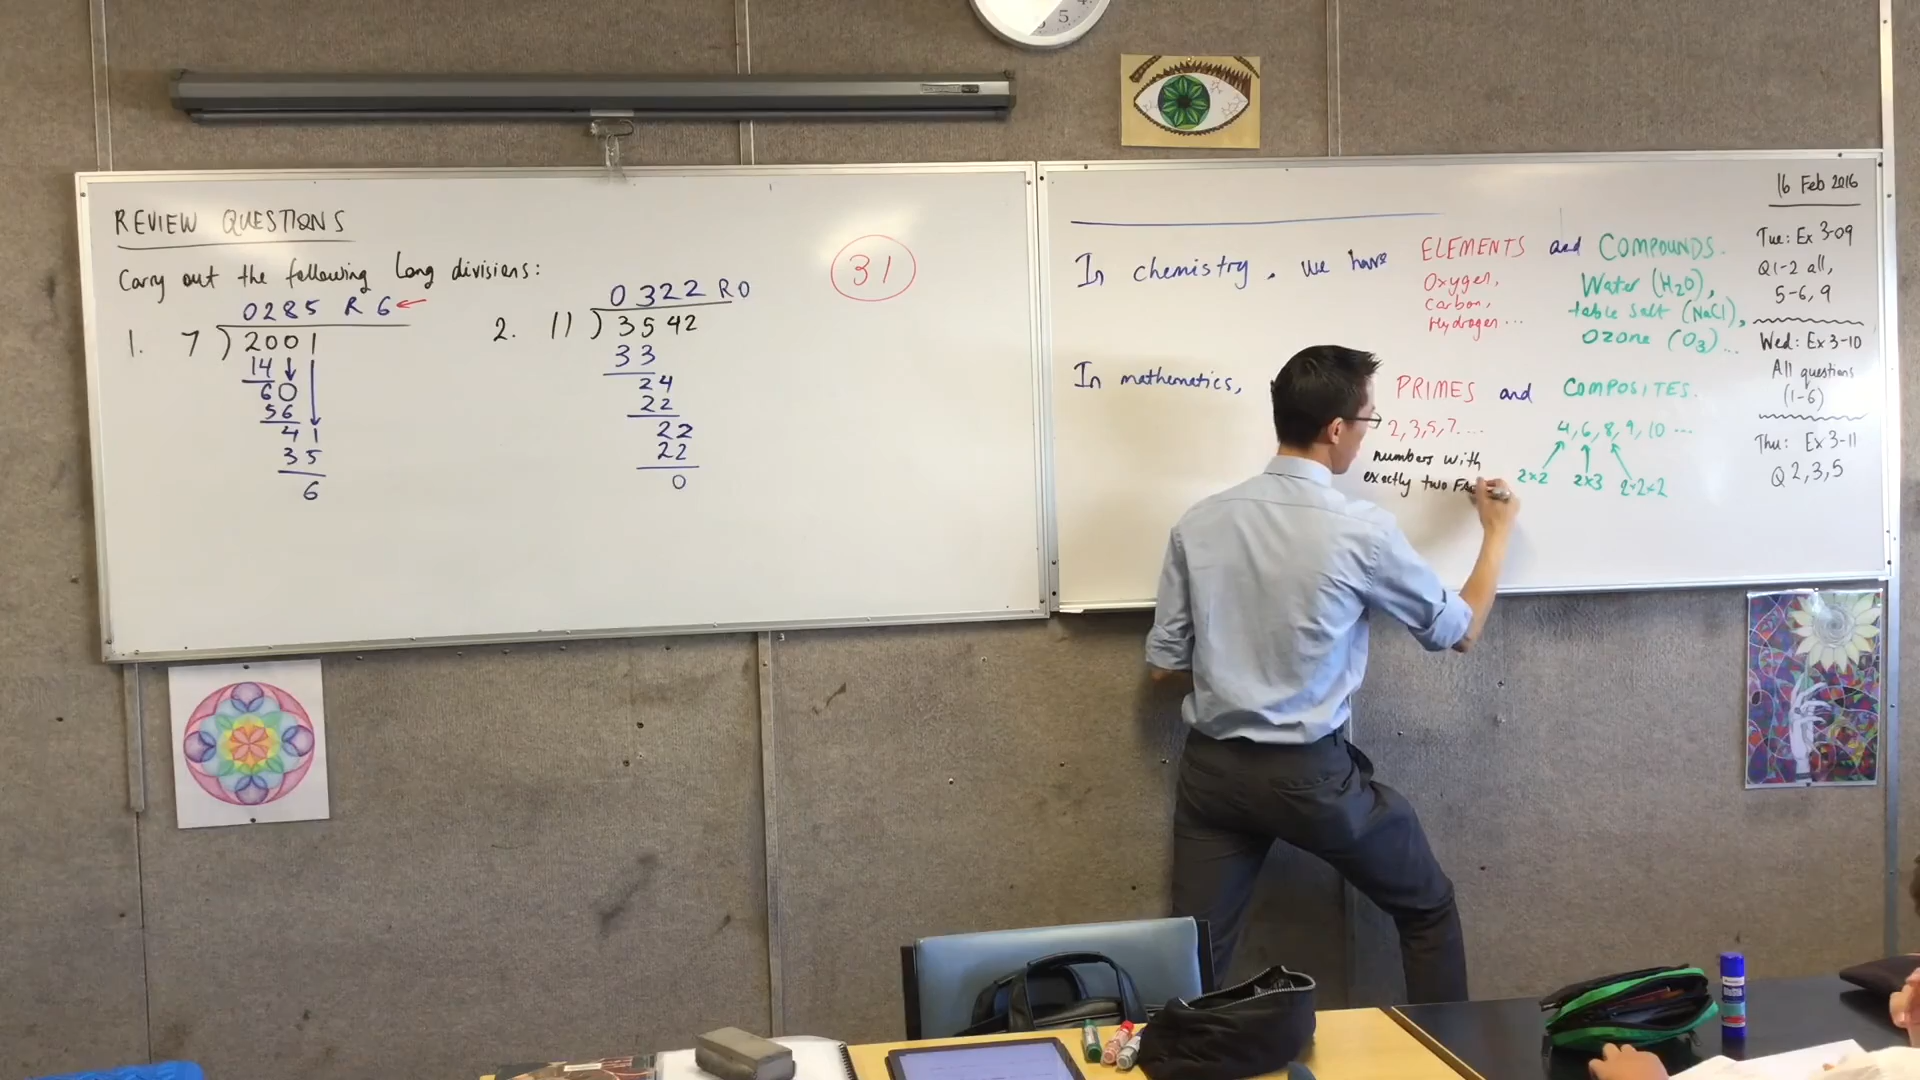 REVIEW QUESTIONS
Carry out the following long divisions:
0285 R 6 ←
1. 7 ) 2001
14
60
56
41
35
6
0322 R0
2. 11 ) 3542
33
24
22
22
22
0
31
16 Feb 2016
In chemistry, we have ELEMENTS and COMPOUNDS.
Oxygen,
Carbon,
Hydrogen ...
Water (H₂O),
table salt (NaCl),
Ozone (O₃) ...
In mathematics, PRIMES and COMPOSITES.
2, 3, 5, 7 ....
numbers with
exactly two FA
4, 6, 8, 9, 10 ...
2×2 2×3 2×2×2
Tue: Ex 3-09
Q1-2 all,
5-6, 9
Wed: Ex 3-10
All questions
(1-6)
Thu: Ex 3-11
Q 2, 3, 5
5
4